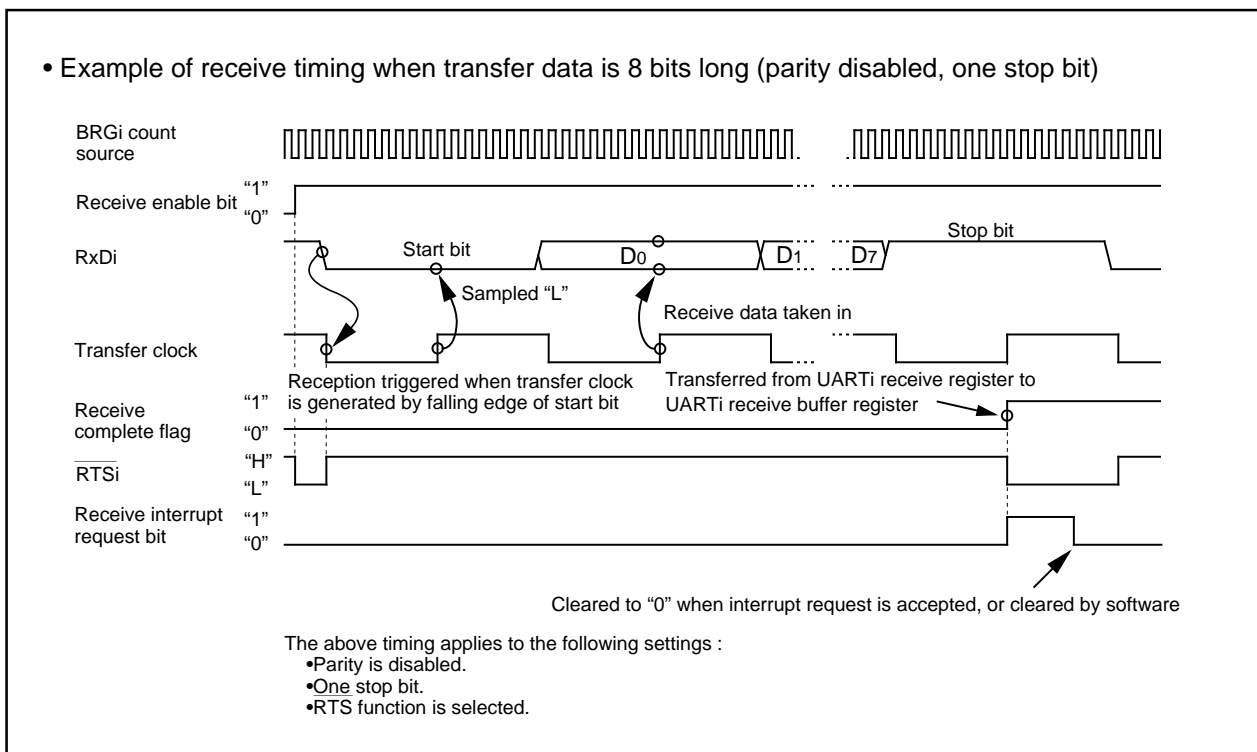 • Example of receive timing when transfer data is 8 bits long (parity disabled, one stop bit)
BRGi count
source
Receive enable bit
“1”
“0”
RxDi
Start bit
D0
D1
D7
Stop bit
Sampled “L”
Receive data taken in
Transfer clock
Reception triggered when transfer clock
is generated by falling edge of start bit
Transferred from UARTi receive register to
UARTi receive buffer register
Receive
complete flag
“1”
“0”
RTSi
“H”
“L”
Receive interrupt
request bit
“1”
“0”
Cleared to “0” when interrupt request is accepted, or cleared by software
The above timing applies to the following settings :
•Parity is disabled.
•One stop bit.
•RTS function is selected.